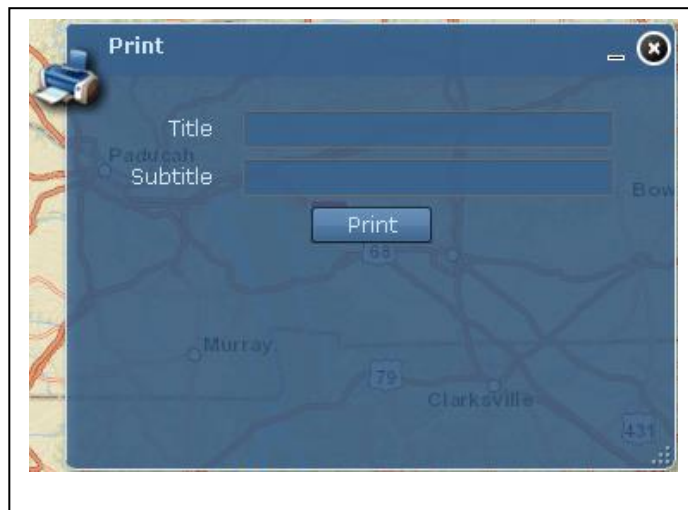 Print
Title
Paducah
Subtitle
Bow
Print
68
Murray
79
Clarksville
431